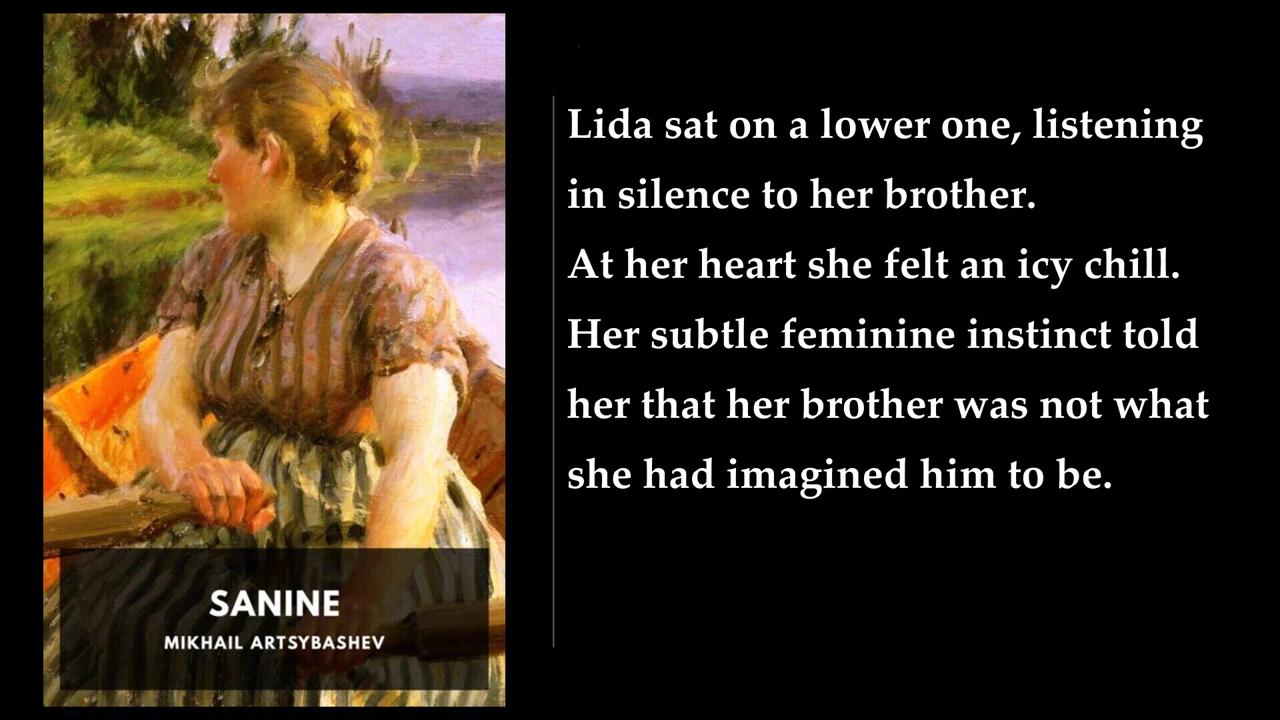 Lida sat on a lower one, listening
in silence to her brother.
At her heart she felt an icy chill.
Her subtle feminine instinct told
her that her brother was not what
she had imagined him to be.
SANINE
MIKHAIL ARTSYBASHEV